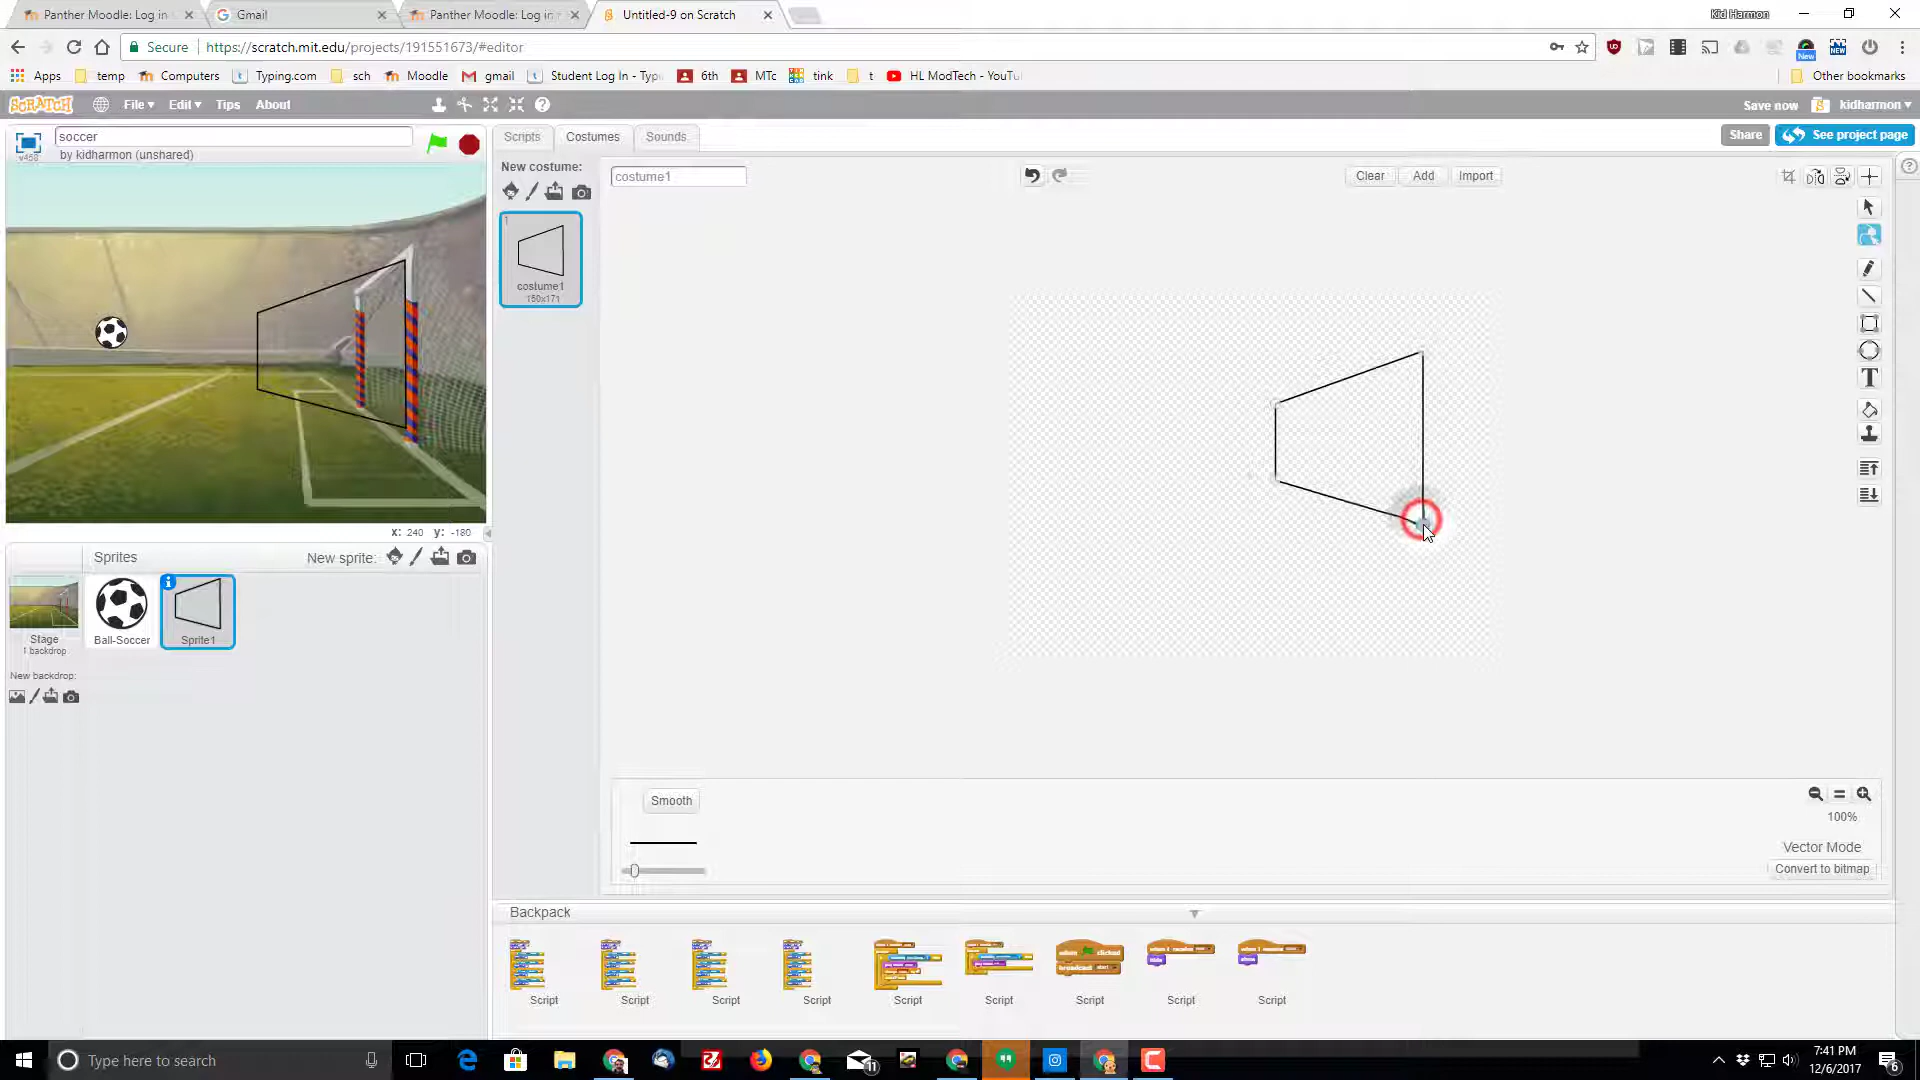 Panther Moodle: Log in
Gmail
Panther Moodle: Log in
Untitled-9 on Scratch
Kid Harmon
Secure
https://scratch.mit.edu/projects/191551673/#editor
Apps temp Computers Typing.com sch Moodle gmail Student Log In - Typ 6th MTc tink t HL ModTech - YouTu Other bookmarks
SCRATCH File Edit Tips About Save now kidharmon
soccer
by kidharmon (unshared)
v458
Scripts Costumes Sounds
Share See project page
New costume:
costume1
Clear Add Import
1
costume1
150x171
x: 240 y: -180
Sprites New sprite:
Stage
1 backdrop
Ball-Soccer
Sprite1
New backdrop:
Smooth
100%
Vector Mode
Convert to bitmap
Backpack
Script Script Script Script Script Script Script Script Script
Type here to search
11
7:41 PM
12/6/2017
6